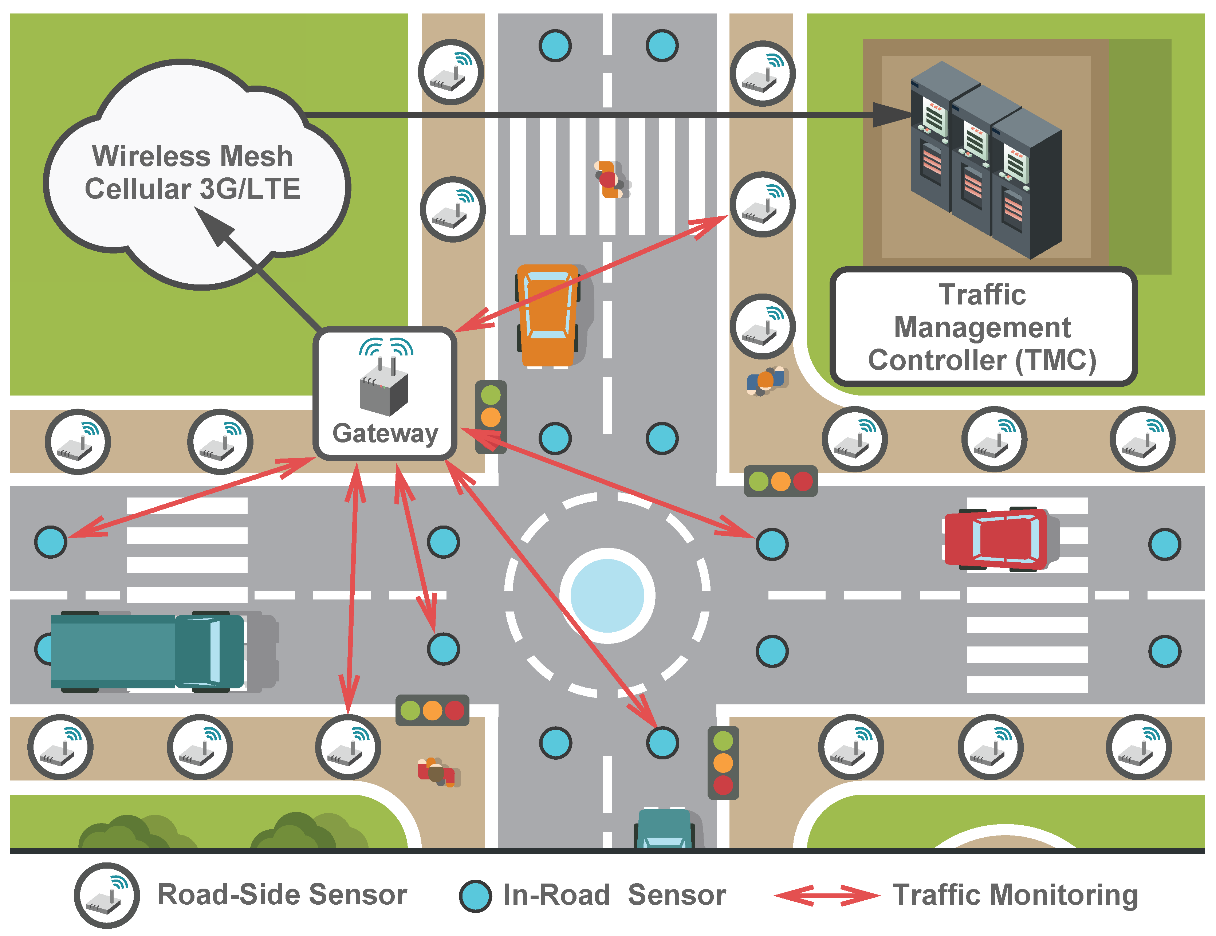 Wireless Mesh
Cellular 3G/LTE
Traffic
Management
Controller (TMC)
Gateway
Road-Side Sensor
In-Road Sensor
Traffic Monitoring